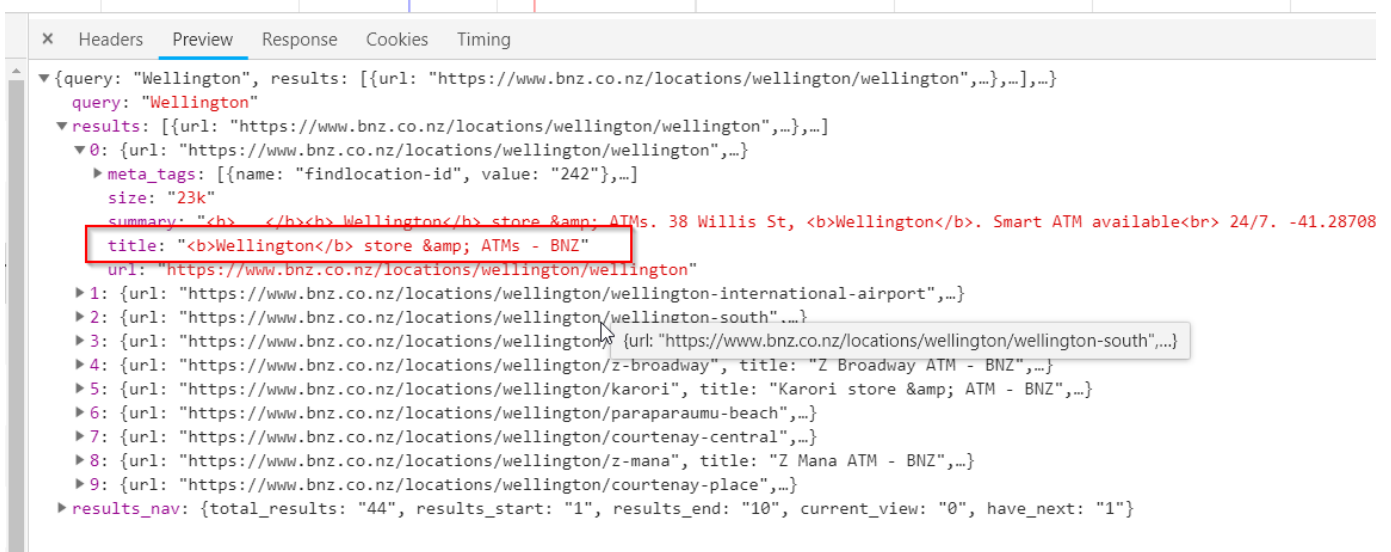 × Headers Preview Response Cookies Timing
▼{query: "Wellington", results: [{url: "https://www.bnz.co.nz/locations/wellington/wellington",…},…],…}
query: "Wellington"
▼results: [{url: "https://www.bnz.co.nz/locations/wellington/wellington",…},…]
▼0: {url: "https://www.bnz.co.nz/locations/wellington/wellington",…}
▶meta_tags: [{name: "findlocation-id", value: "242"},…]
size: "23k"
summary: "<b>... </b><b> Wellington</b> store &amp; ATMs. 38 Willis St, <b>Wellington</b>. Smart ATM available<br> 24/7. -41.28708
title: "<b>Wellington</b> store &amp; ATMs - BNZ"
url: "https://www.bnz.co.nz/locations/wellington/wellington"
▶1: {url: "https://www.bnz.co.nz/locations/wellington/wellington-international-airport",…}
▶2: {url: "https://www.bnz.co.nz/locations/wellington/wellington-south",…}
▶3: {url: "https://www.bnz.co.nz/locations/wellington/
{url: "https://www.bnz.co.nz/locations/wellington/wellington-south",...}
▶4: {url: "https://www.bnz.co.nz/locations/wellington/z-broadway", title: "Z Broadway ATM - BNZ",…}
▶5: {url: "https://www.bnz.co.nz/locations/wellington/karori", title: "Karori store &amp; ATM - BNZ",…}
▶6: {url: "https://www.bnz.co.nz/locations/wellington/paraparaumu-beach",…}
▶7: {url: "https://www.bnz.co.nz/locations/wellington/courtenay-central",…}
▶8: {url: "https://www.bnz.co.nz/locations/wellington/z-mana", title: "Z Mana ATM - BNZ",…}
▶9: {url: "https://www.bnz.co.nz/locations/wellington/courtenay-place",…}
▶results_nav: {total_results: "44", results_start: "1", results_end: "10", current_view: "0", have_next: "1"}